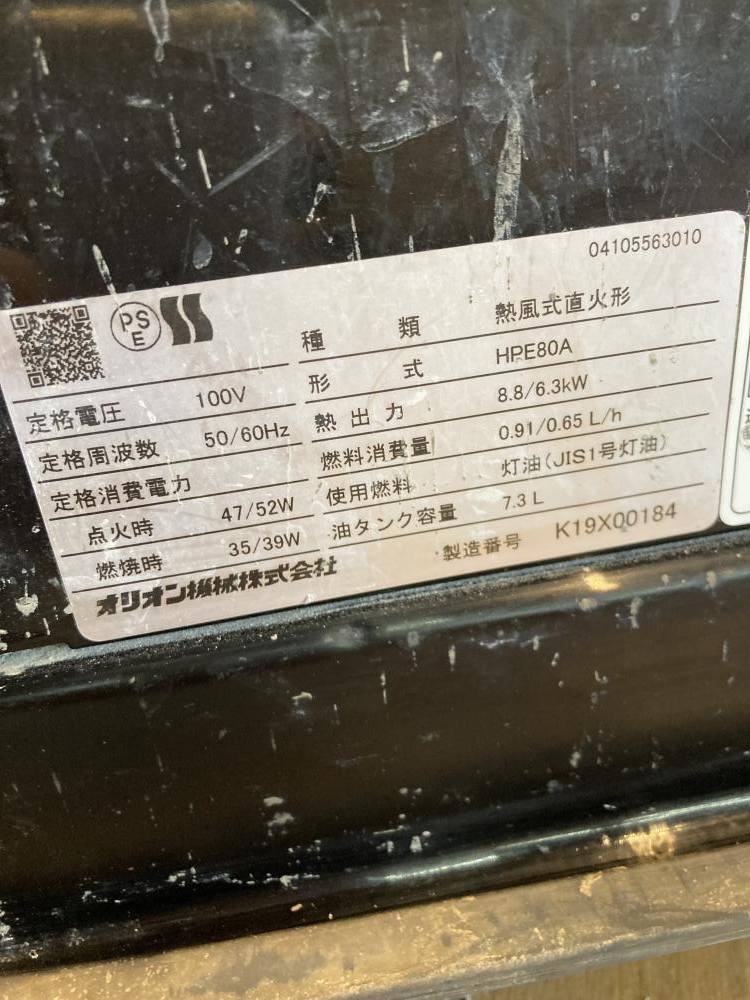 04105563010
PS
E
種類 熱風式直火形
形式 HPE80A
熱出力 8.8/6.3kW
燃料消費量 0.91/0.65 L/h
使用燃料 灯油(JIS1号灯油)
油タンク容量 7.3 L
製造番号 K19X00184
定格電圧 100V
定格周波数 50/60Hz
定格消費電力
点火時 47/52W
燃焼時 35/39W
オリオン機械株式会社